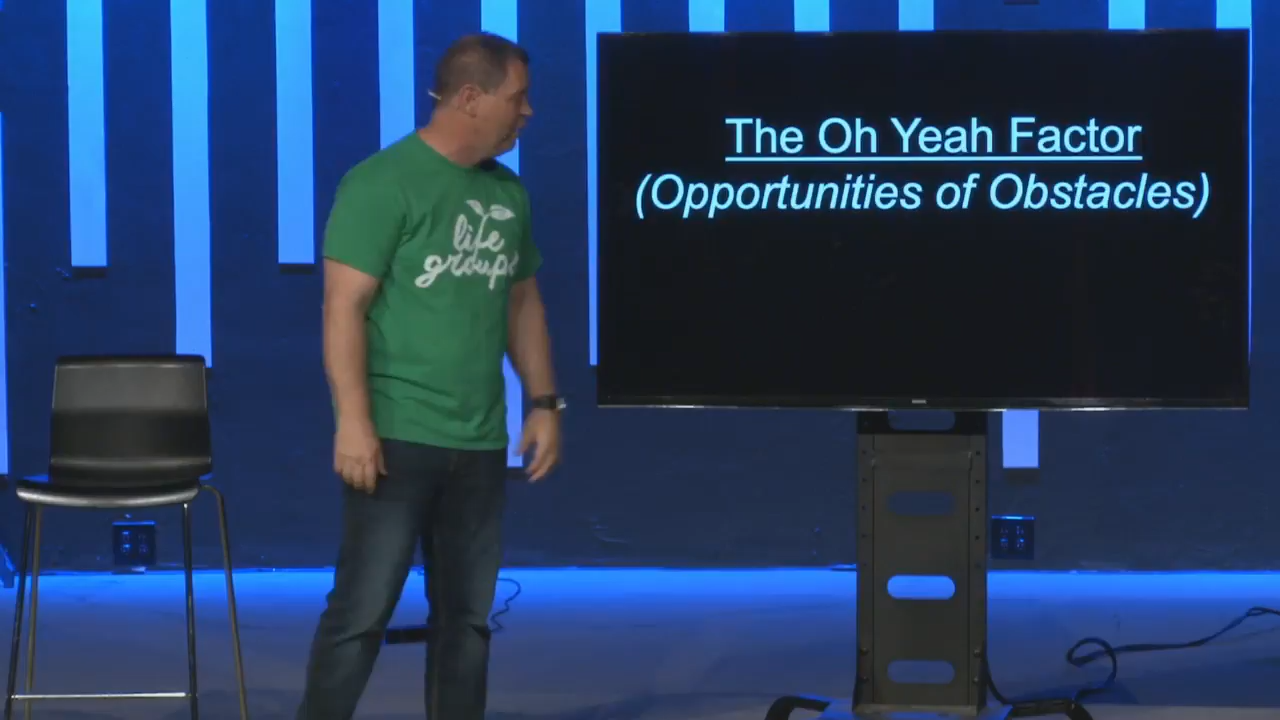 life
groups
The Oh Yeah Factor
(Opportunities of Obstacles)